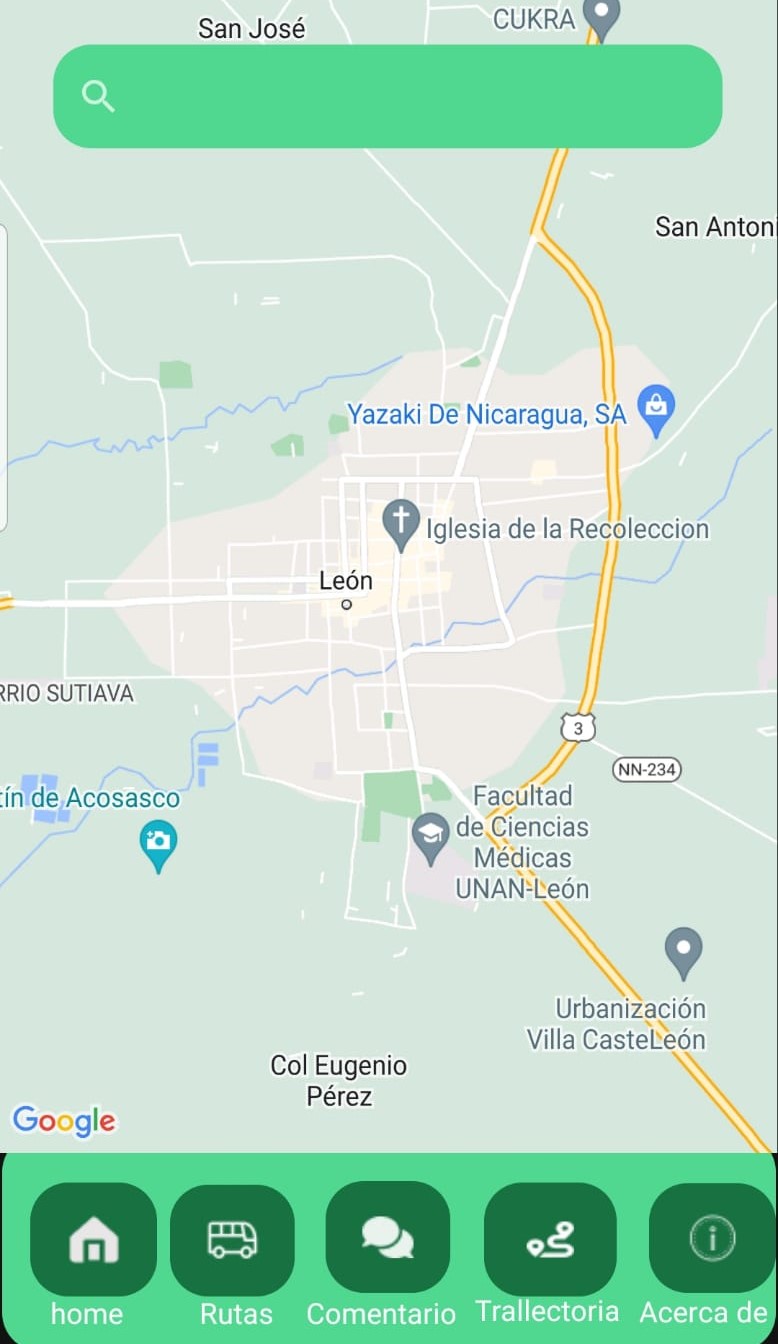 San José
CUKRA
San Antoni
Yazaki De Nicaragua, SA
Iglesia de la Recoleccion
León
RRIO SUTIAVA
3
NN-234
tín de Acosasco
Facultad
de Ciencias
Médicas
UNAN-León
Urbanización
Villa CasteLeón
Col Eugenio
Pérez
Google
home
Rutas
Comentario
Trallectoria
Acerca de